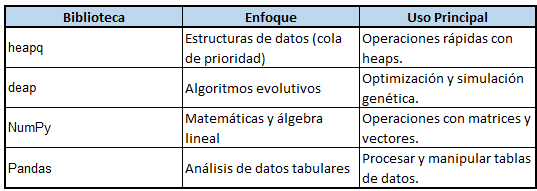 Biblioteca Enfoque Uso Principal
heapq Estructuras de datos (cola de prioridad) Operaciones rápidas con heaps.
deap Algoritmos evolutivos Optimización y simulación genética.
NumPy Matemáticas y álgebra lineal Operaciones con matrices y vectores.
Pandas Análisis de datos tabulares Procesar y manipular tablas de datos.